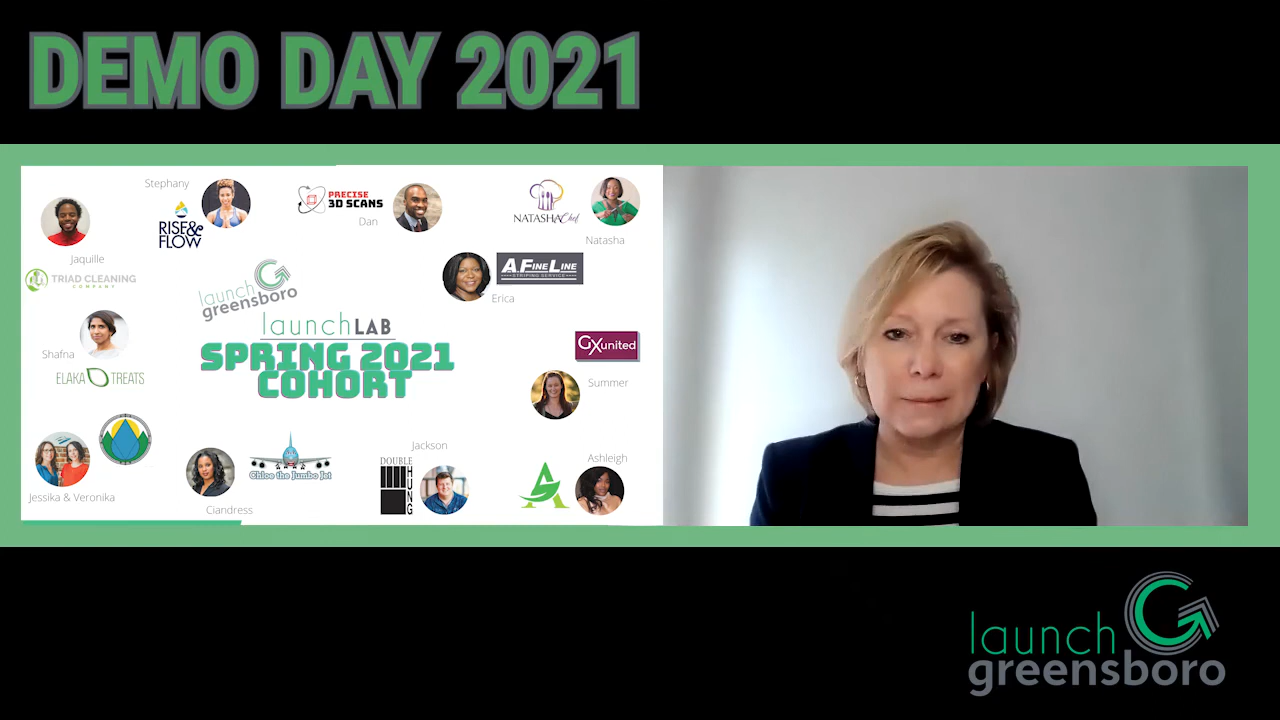 DEMO DAY 2021
Stephany
RISE&
FLOW
PRECISE
3D SCANS
Dan
NATASHA Chef
Natasha
Jaquille
TRIAD CLEANING
COMPANY
launch
greensboro
A FINE LINE
STRIPING SERVICE
Erica
launchLAB
SPRING 2021
COHORT
Shafna
ELAKA TREATS
GXunited
Summer
Jessika & Veronika
Chloe the Jumbo Jet
Ciandress
Jackson
DOUBLE
HUNG
Ashleigh
launch
greensboro